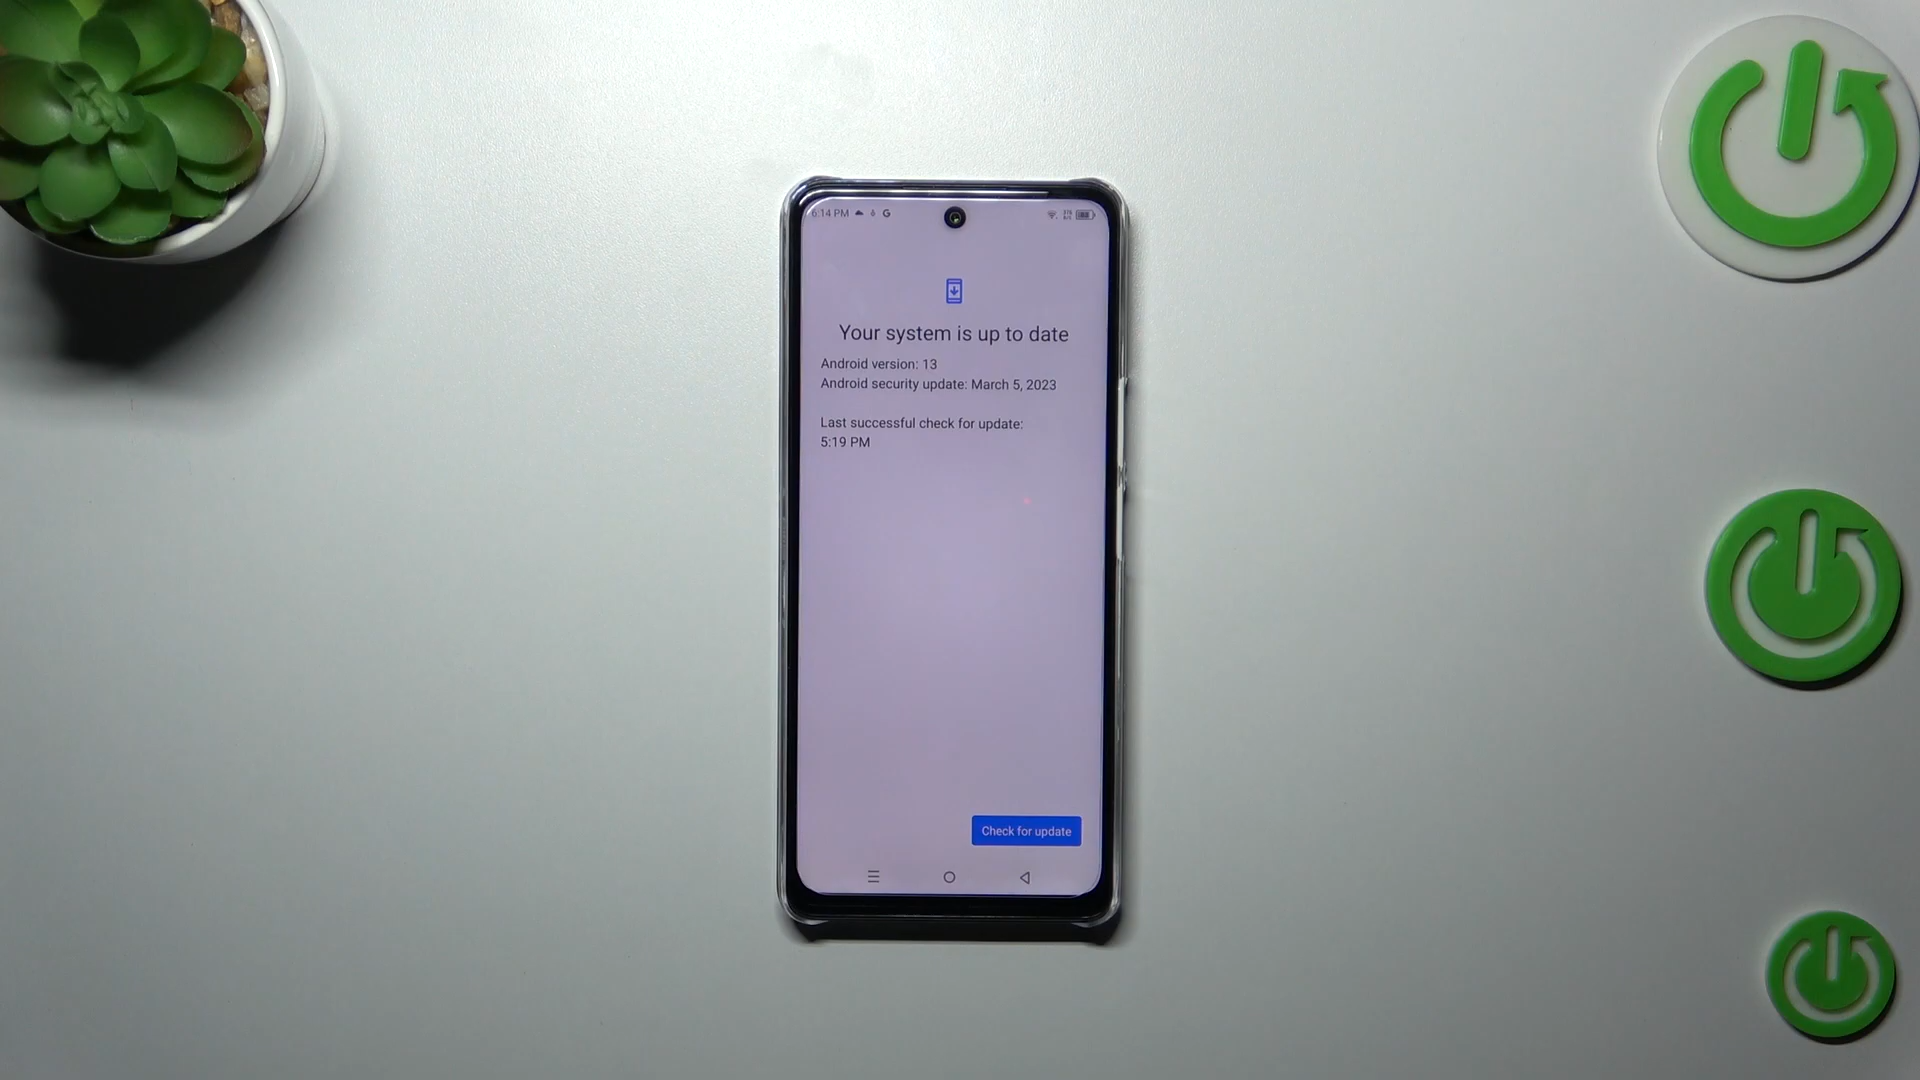 6:14 PM G
Your system is up to date
Android version: 13
Android security update: March 5, 2023
Last successful check for update:
5:19 PM
Check for update